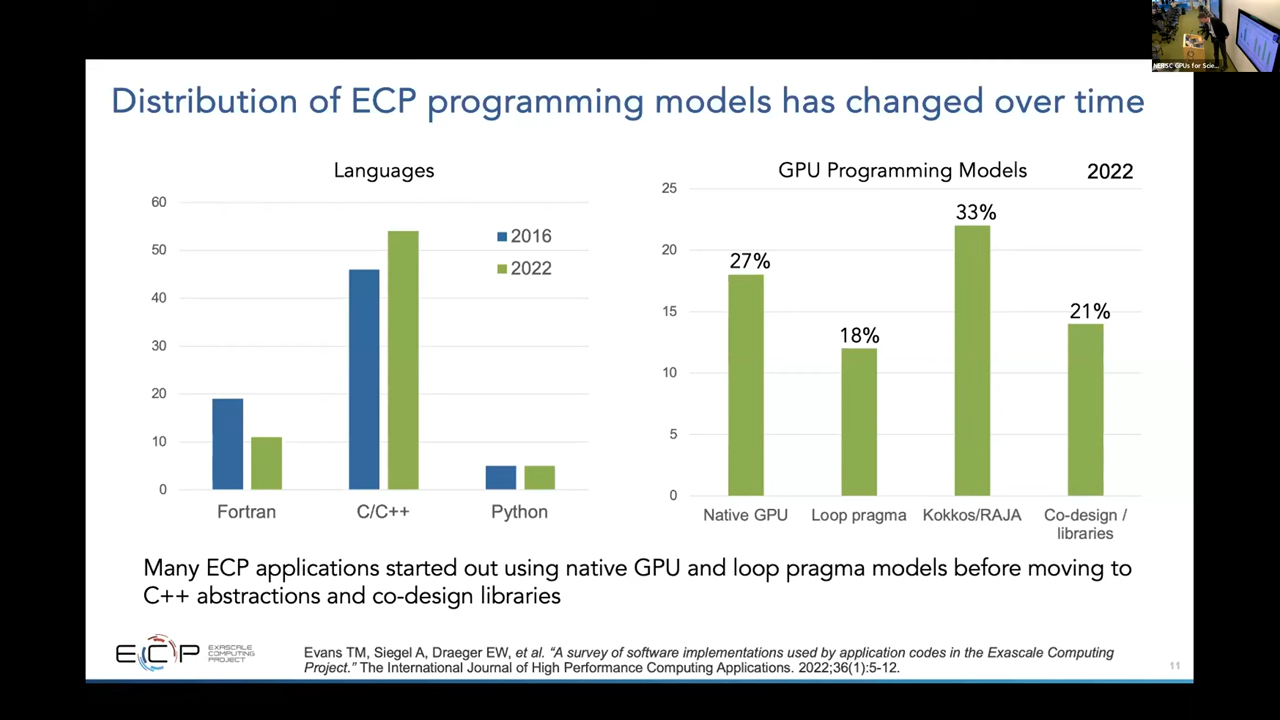 NERSC GPUs for Scie...
Distribution of ECP programming models has changed over time
Languages
60
50
40
30
20
10
0
2016
2022
Fortran
C/C++
Python
GPU Programming Models
2022
25
20
15
10
5
0
27%
18%
33%
21%
Native GPU
Loop pragma
Kokkos/RAJA
Co-design /
libraries
Many ECP applications started out using native GPU and loop pragma models before moving to
C++ abstractions and co-design libraries
ECP
EXASCALE
COMPUTING
PROJECT
Evans TM, Siegel A, Draeger EW, et al. “A survey of software implementations used by application codes in the Exascale Computing
Project.” The International Journal of High Performance Computing Applications. 2022;36(1):5-12.
11